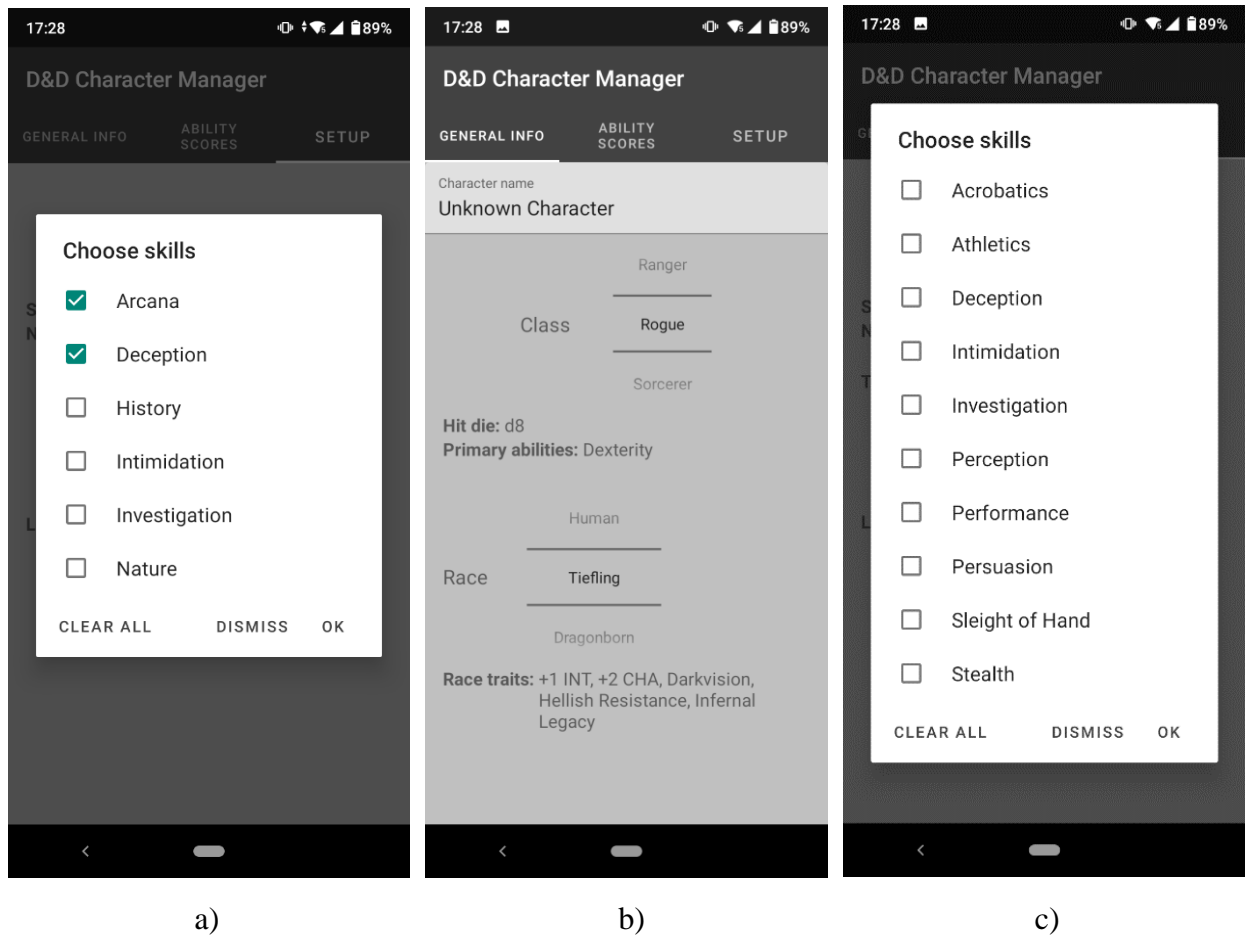 17:28
89%
D&D Character Manager
GENERAL INFO
ABILITY
SCORES
SETUP
S
N
L
Choose skills
Arcana
Deception
History
Intimidation
Investigation
Nature
CLEAR ALL
DISMISS
OK
a)
17:28
89%
D&D Character Manager
GENERAL INFO
ABILITY
SCORES
SETUP
Character name
Unknown Character
Class
Ranger
Rogue
Sorcerer
Hit die: d8
Primary abilities: Dexterity
Race
Human
Tiefling
Dragonborn
Race traits: +1 INT, +2 CHA, Darkvision,
Hellish Resistance, Infernal
Legacy
b)
17:28
89%
D&D Character Manager
GE
S
N
T
L
Choose skills
Acrobatics
Athletics
Deception
Intimidation
Investigation
Perception
Performance
Persuasion
Sleight of Hand
Stealth
CLEAR ALL
DISMISS
OK
c)